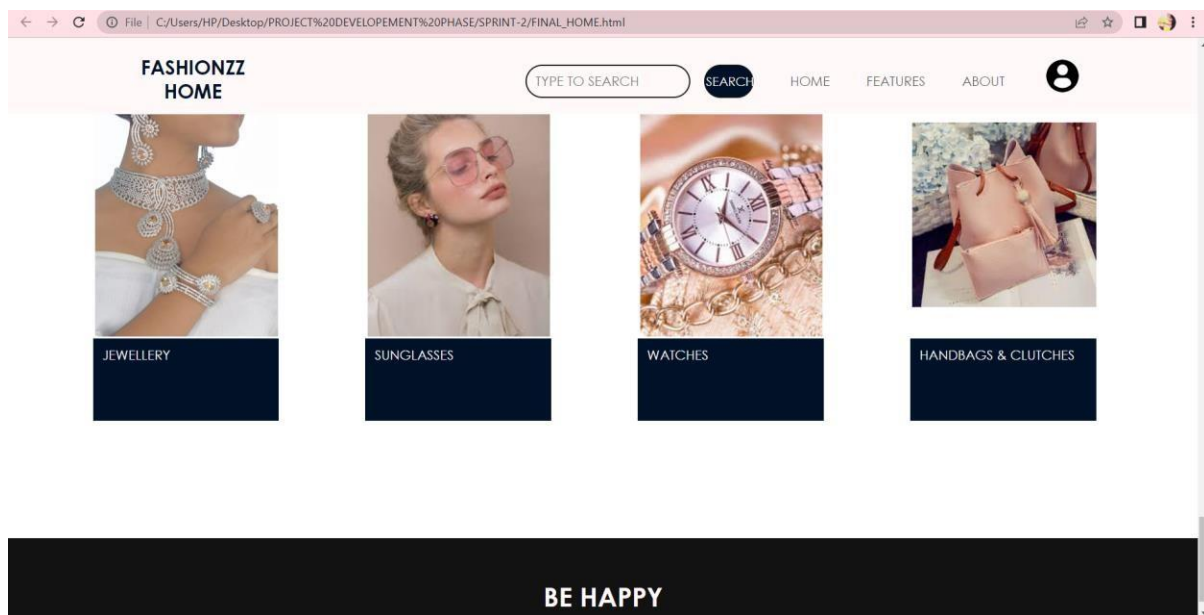 File
C:/Users/HP/Desktop/PROJECT%20DEVELOPEMENT%20PHASE/SPRINT-2/FINAL_HOME.html
FASHIONZZ
HOME
TYPE TO SEARCH
SEARCH
HOME
FEATURES
ABOUT
JEWELLERY
SUNGLASSES
WATCHES
HANDBAGS & CLUTCHES
BE HAPPY